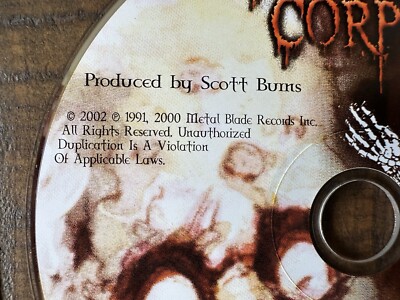 CORP
Produced by Scott Burns
© 2002 ℗ 1991, 2000 Metal Blade Records Inc.
All Rights Reserved. Unauthorized
Duplication Is A Violation
Of Applicable Laws.